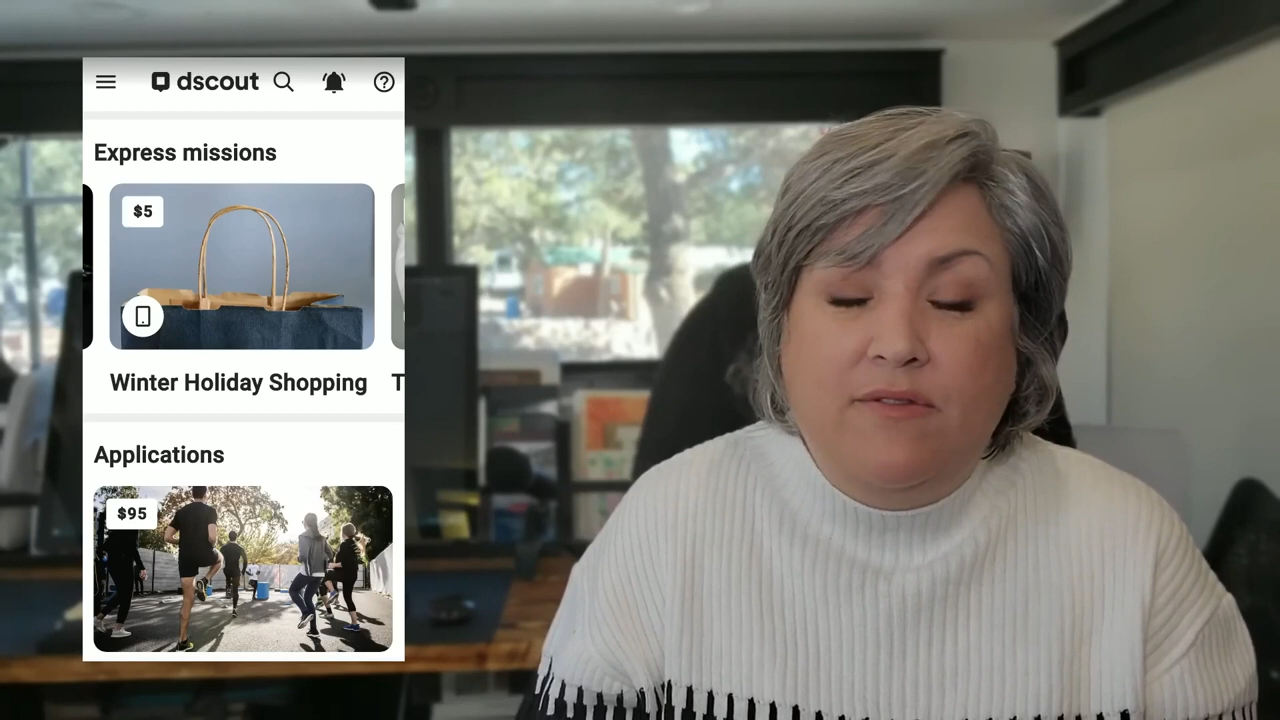 dscout
Express missions
$5
Winter Holiday Shopping
T
Applications
$95